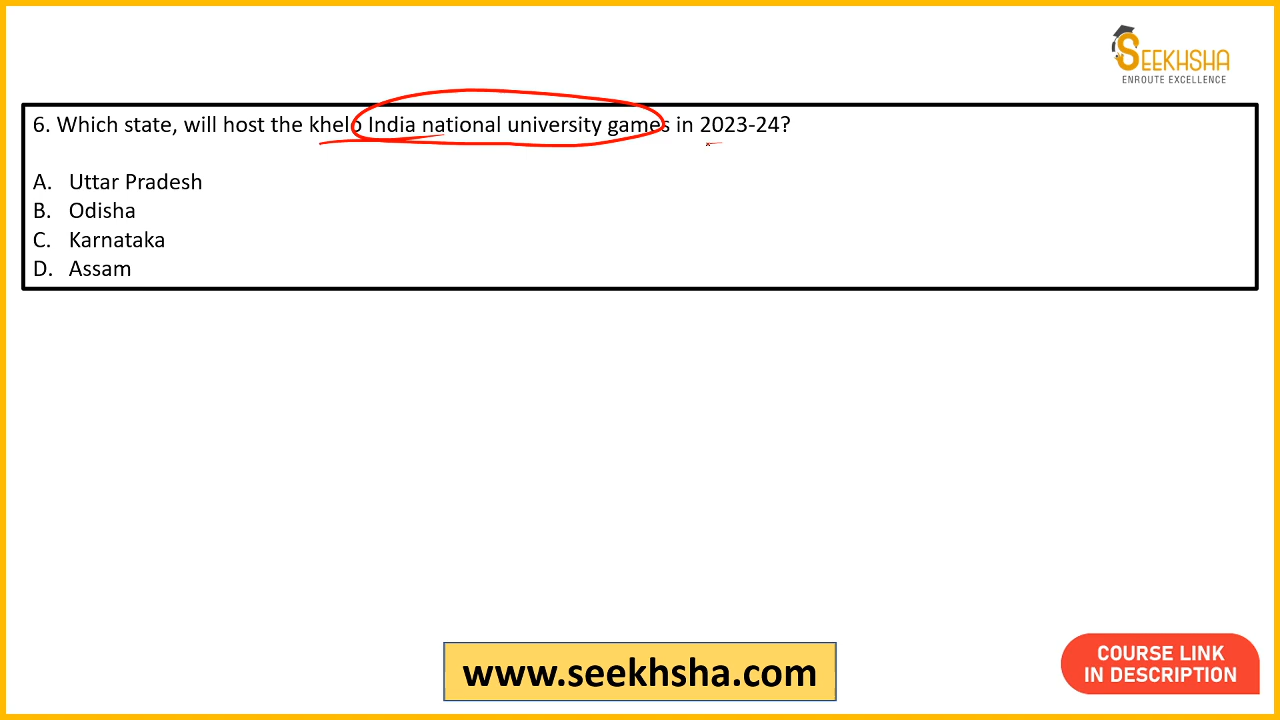 SEEKHSHA
ENROUTE EXCELLENCE
6. Which state, will host the khelo India national university games in 2023-24?
A. Uttar Pradesh
B. Odisha
C. Karnataka
D. Assam
www.seekhsha.com
COURSE LINK
IN DESCRIPTION